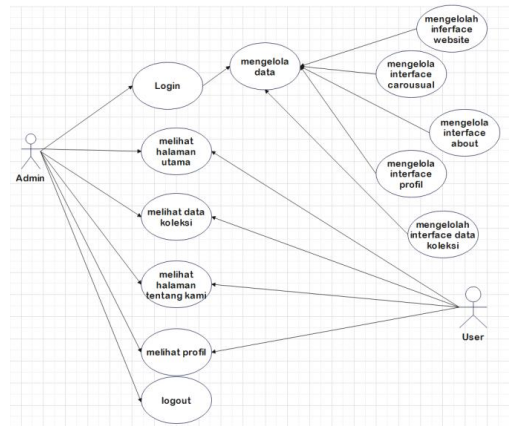 mengelolah
inferface
website
mengelola
data
mengelola
interface
carousual
Login
mengelola
interface
about
melihat
halaman
utama
Admin
mengelola
interface
profil
melihat data
koleksi
mengelolah
interface data
koleksi
melihat
halaman
tentang kami
User
melihat profil
logout